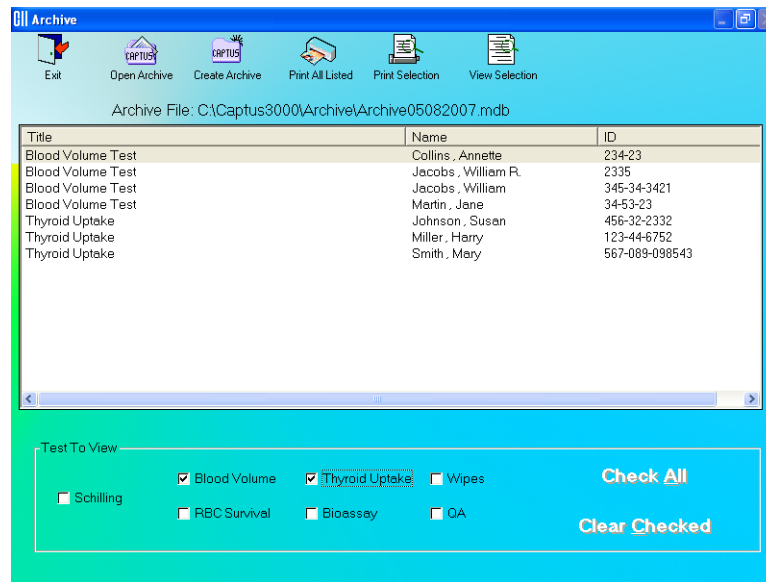 Archive
CAPTUS CAPTUS
Exit Open Archive Create Archive Print All Listed Print Selection View Selection
Archive File: C:\Captus3000\Archive\Archive05082007.mdb
Title Name ID
Blood Volume Test Collins , Annette 234-23
Blood Volume Test Jacobs , William R. 2335
Blood Volume Test Jacobs , William 345-34-3421
Blood Volume Test Martin , Jane 34-53-23
Thyroid Uptake Johnson , Susan 456-32-2332
Thyroid Uptake Miller , Harry 123-44-6752
Thyroid Uptake Smith , Mary 567-089-098543
Test To View
Blood Volume Thyroid Uptake Wipes Check All
Schilling
RBC Survival Bioassay QA Clear Checked